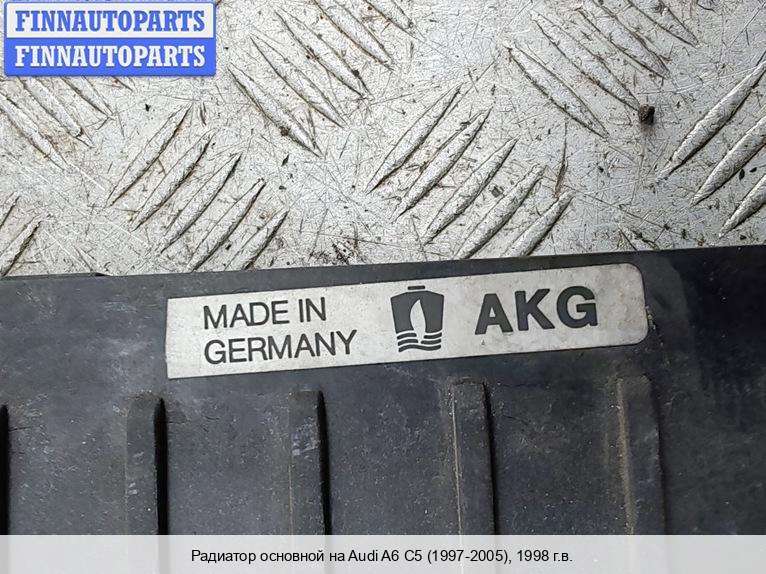 FINNAUTOPARTS
FINNAUTOPARTS
MADE IN
GERMANY
AKG
Радиатор основной на Audi A6 C5 (1997-2005), 1998 г.в.